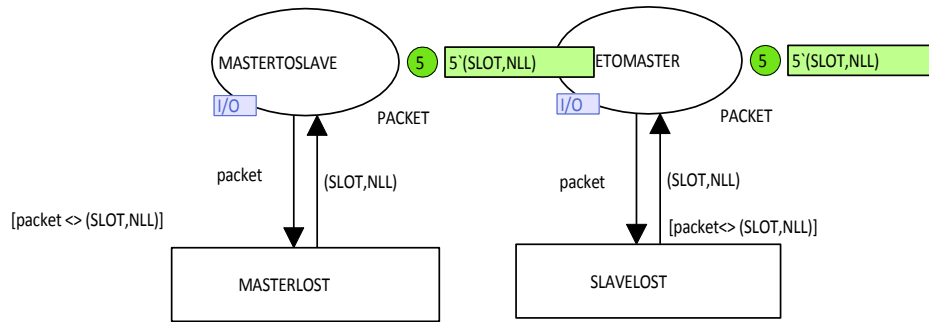 MASTERTOSLAVE
5
5`(SLOT,NLL)
ETOMASTER
5
5`(SLOT,NLL)
I/O
I/O
PACKET
PACKET
packet
(SLOT,NLL)
packet
(SLOT,NLL)
[packet <> (SLOT,NLL)]
[packet<> (SLOT,NLL)]
MASTERLOST
SLAVELOST